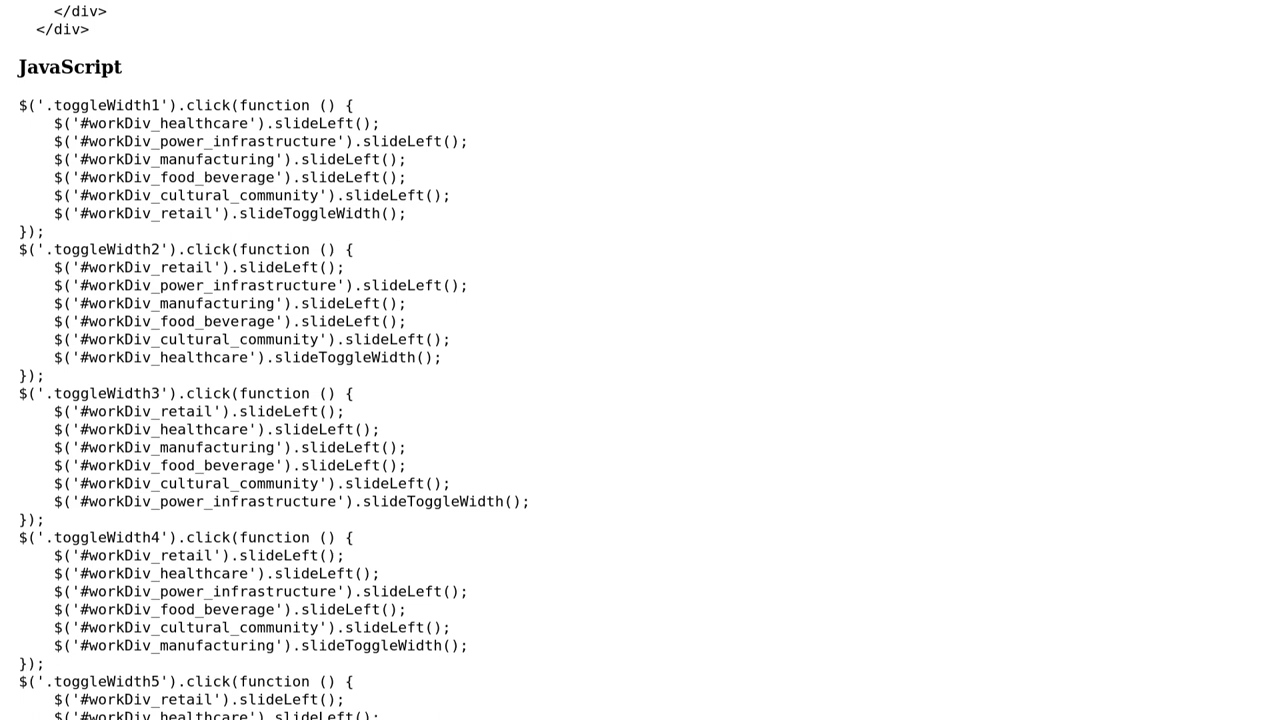 </div>
  </div>
JavaScript
$('.toggleWidth1').click(function () {
    $('#workDiv_healthcare').slideLeft();
    $('#workDiv_power_infrastructure').slideLeft();
    $('#workDiv_manufacturing').slideLeft();
    $('#workDiv_food_beverage').slideLeft();
    $('#workDiv_cultural_community').slideLeft();
    $('#workDiv_retail').slideToggleWidth();
});
$('.toggleWidth2').click(function () {
    $('#workDiv_retail').slideLeft();
    $('#workDiv_power_infrastructure').slideLeft();
    $('#workDiv_manufacturing').slideLeft();
    $('#workDiv_food_beverage').slideLeft();
    $('#workDiv_cultural_community').slideLeft();
    $('#workDiv_healthcare').slideToggleWidth();
});
$('.toggleWidth3').click(function () {
    $('#workDiv_retail').slideLeft();
    $('#workDiv_healthcare').slideLeft();
    $('#workDiv_manufacturing').slideLeft();
    $('#workDiv_food_beverage').slideLeft();
    $('#workDiv_cultural_community').slideLeft();
    $('#workDiv_power_infrastructure').slideToggleWidth();
});
$('.toggleWidth4').click(function () {
    $('#workDiv_retail').slideLeft();
    $('#workDiv_healthcare').slideLeft();
    $('#workDiv_power_infrastructure').slideLeft();
    $('#workDiv_food_beverage').slideLeft();
    $('#workDiv_cultural_community').slideLeft();
    $('#workDiv_manufacturing').slideToggleWidth();
});
$('.toggleWidth5').click(function () {
    $('#workDiv_retail').slideLeft();
    $('#workDiv_healthcare').slideLeft();